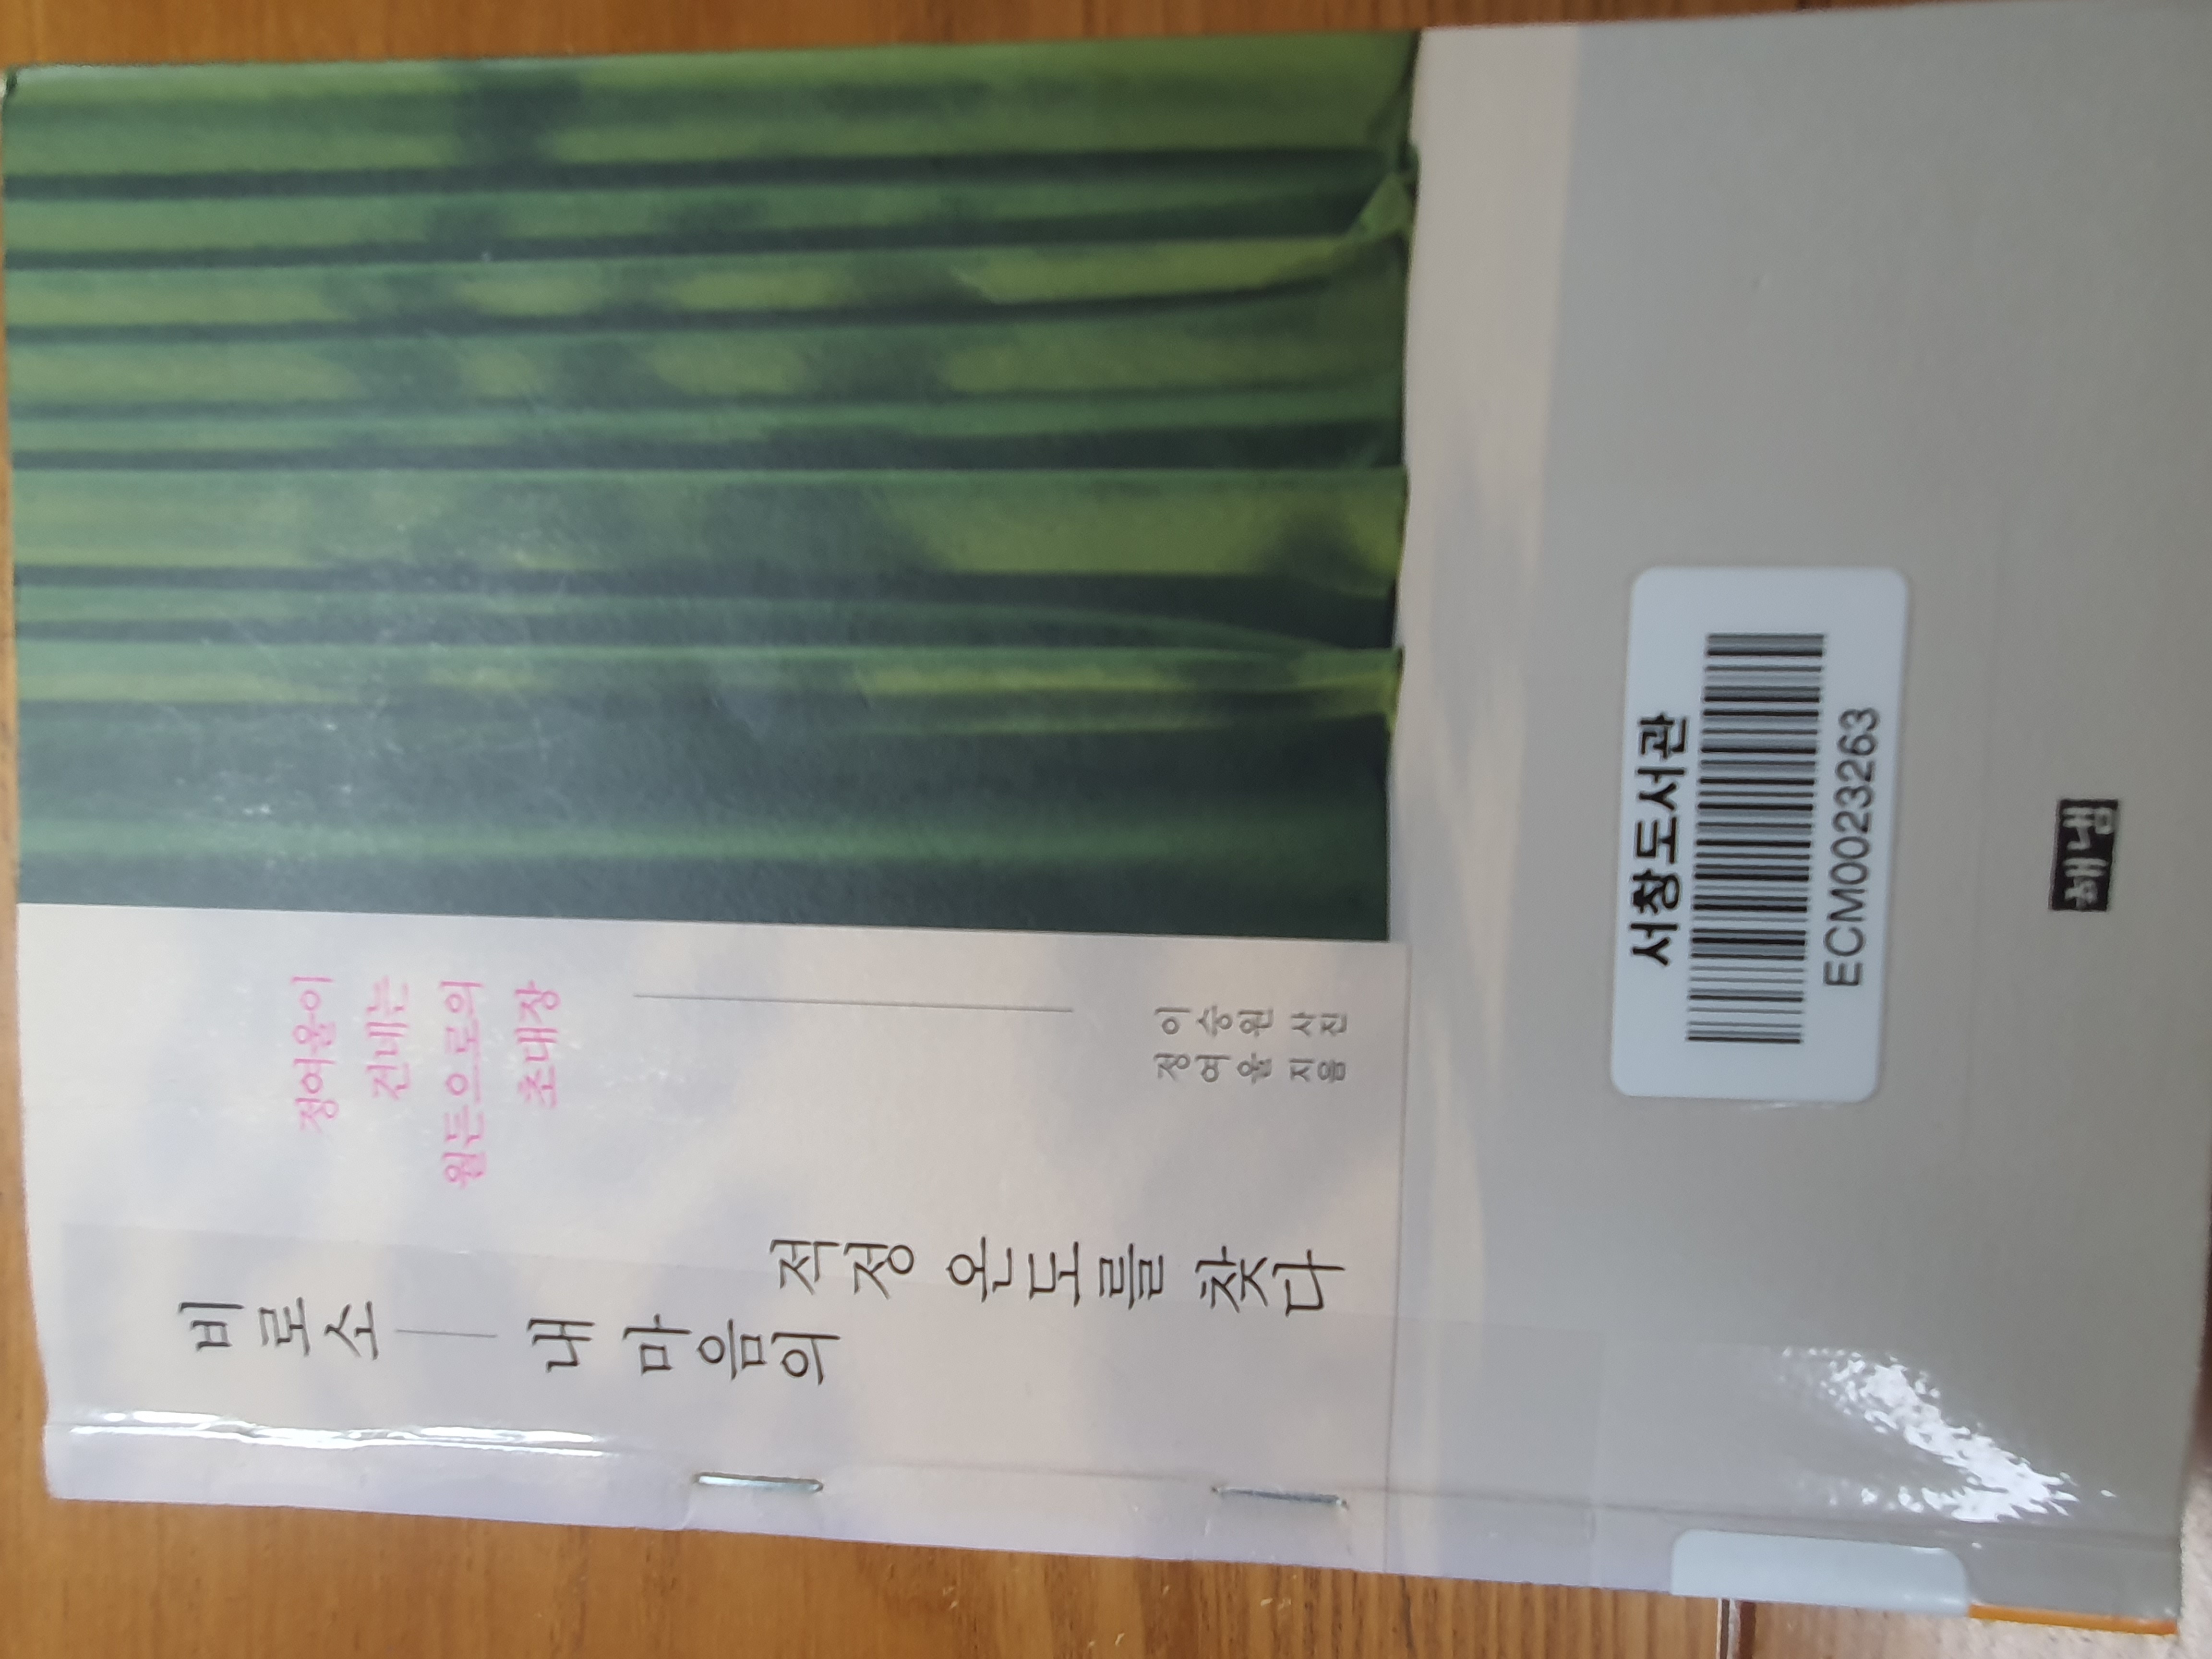 비로소
내 마음의
적정 온도를 찾다
정여울이
건네는
월든으로의
초대장
정여울 지음
이승원 사진
서창도서관
ECM0023263
해냄